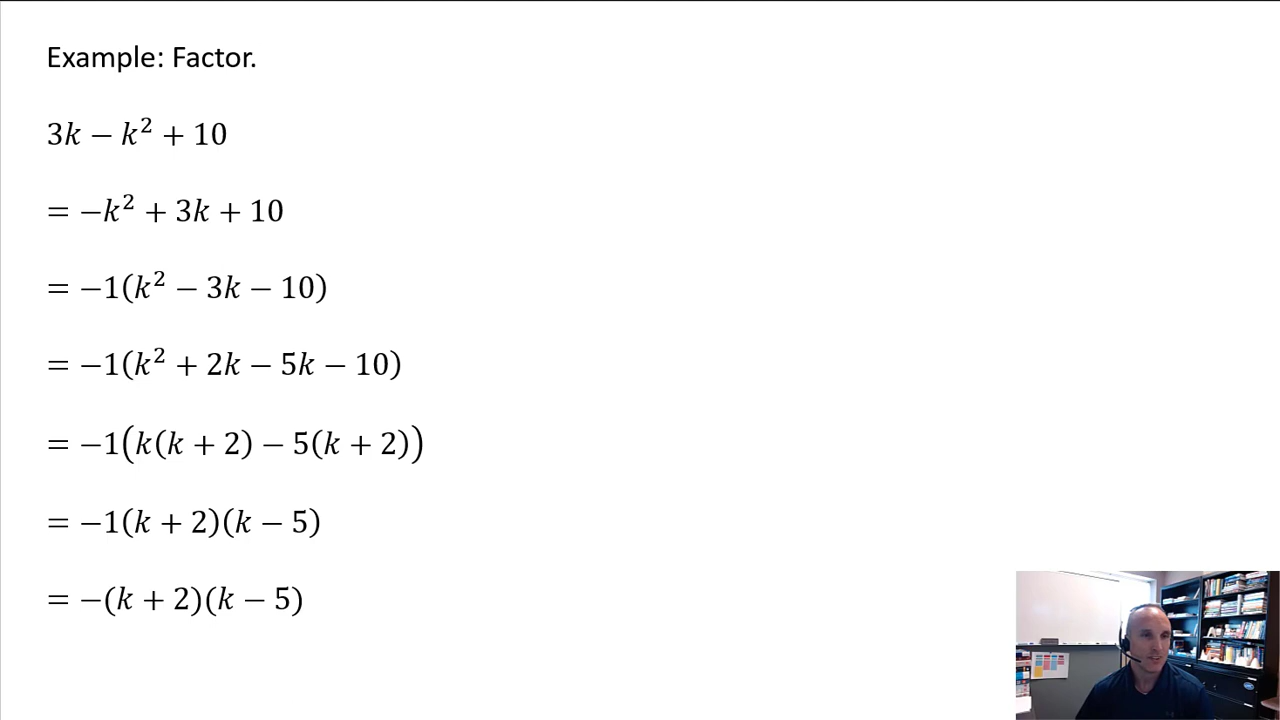 Example: Factor.
3k − k² + 10
= −k² + 3k + 10
= −1(k² − 3k − 10)
= −1(k² + 2k − 5k − 10)
= −1(k(k + 2) − 5(k + 2))
= −1(k + 2)(k − 5)
= −(k + 2)(k − 5)